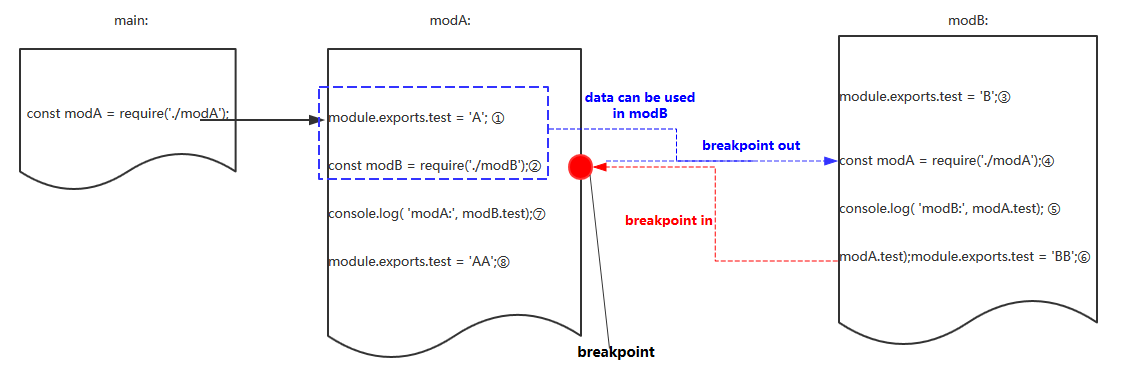 main:
const modA = require('./modA');
modA:
module.exports.test = 'A'; ①
const modB = require('./modB');②
console.log( 'modA:', modB.test);⑦
module.exports.test = 'AA';⑧
data can be used
in modB
breakpoint out
breakpoint in
breakpoint
modB:
module.exports.test = 'B';③
const modA = require('./modA');④
console.log( 'modB:', modA.test); ⑤
modA.test);module.exports.test = 'BB';⑥